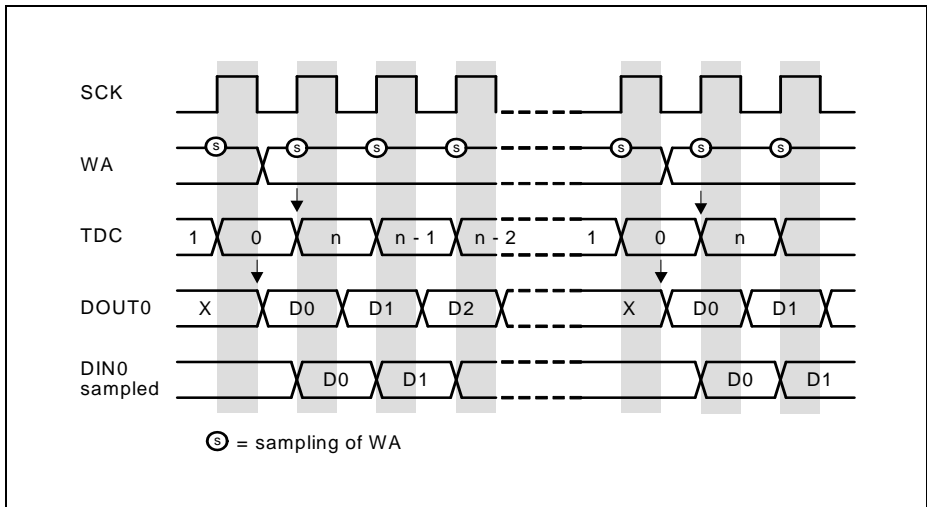 SCK
s s s s s s s
WA
TDC 1 0 n n - 1 n - 2 1 0 n
DOUT0 X D0 D1 D2 X D0 D1
DIN0
sampled D0 D1 D0 D1
s = sampling of WA